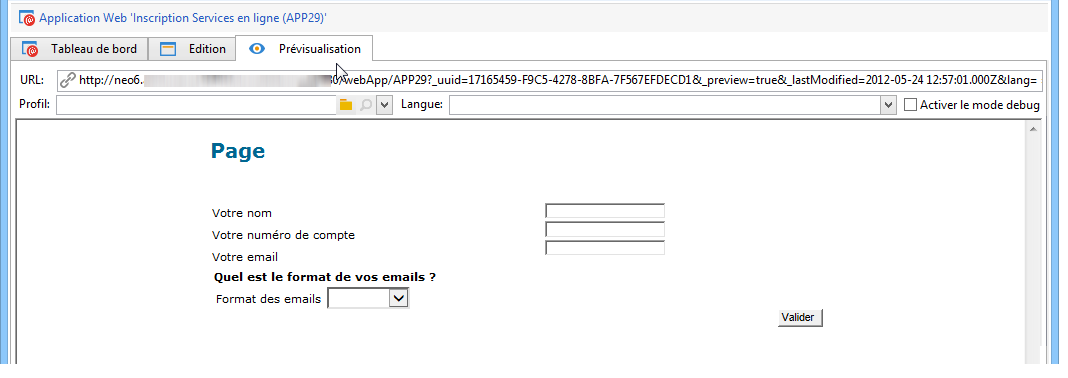 Application Web 'Inscription Services en ligne (APP29)'
Tableau de bord Edition Prévisualisation
URL: http://neo6. /webApp/APP29?_uuid=17165459-F9C5-4278-8BFA-7F567EFDECD1&_preview=true&_lastModified=2012-05-24 12:57:01.000Z&lang=
Profil: Langue: Activer le mode debug
Page
Votre nom
Votre numéro de compte
Votre email
Quel est le format de vos emails ?
Format des emails
Valider